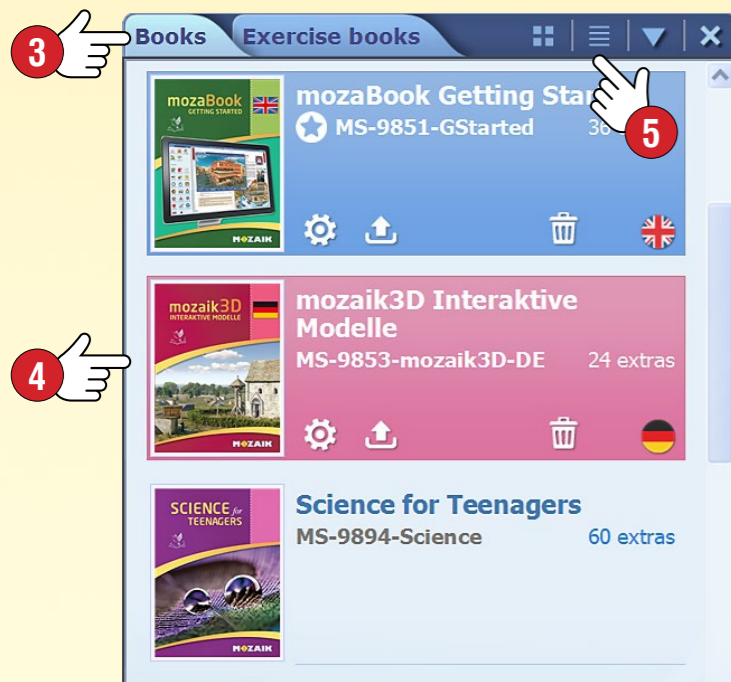 3
Books Exercise books
mozaBook
GETTING STARTED
MOZAIK
mozaBook Getting
MS-9851-GStarted 36
5
4
mozaik3D
INTERAKTIVE MODELLE
MOZAIK
mozaik3D Interaktive
Modelle
MS-9853-mozaik3D-DE 24 extras
SCIENCE for
TEENAGERS
MOZAIK
Science for Teenagers
MS-9894-Science 60 extras